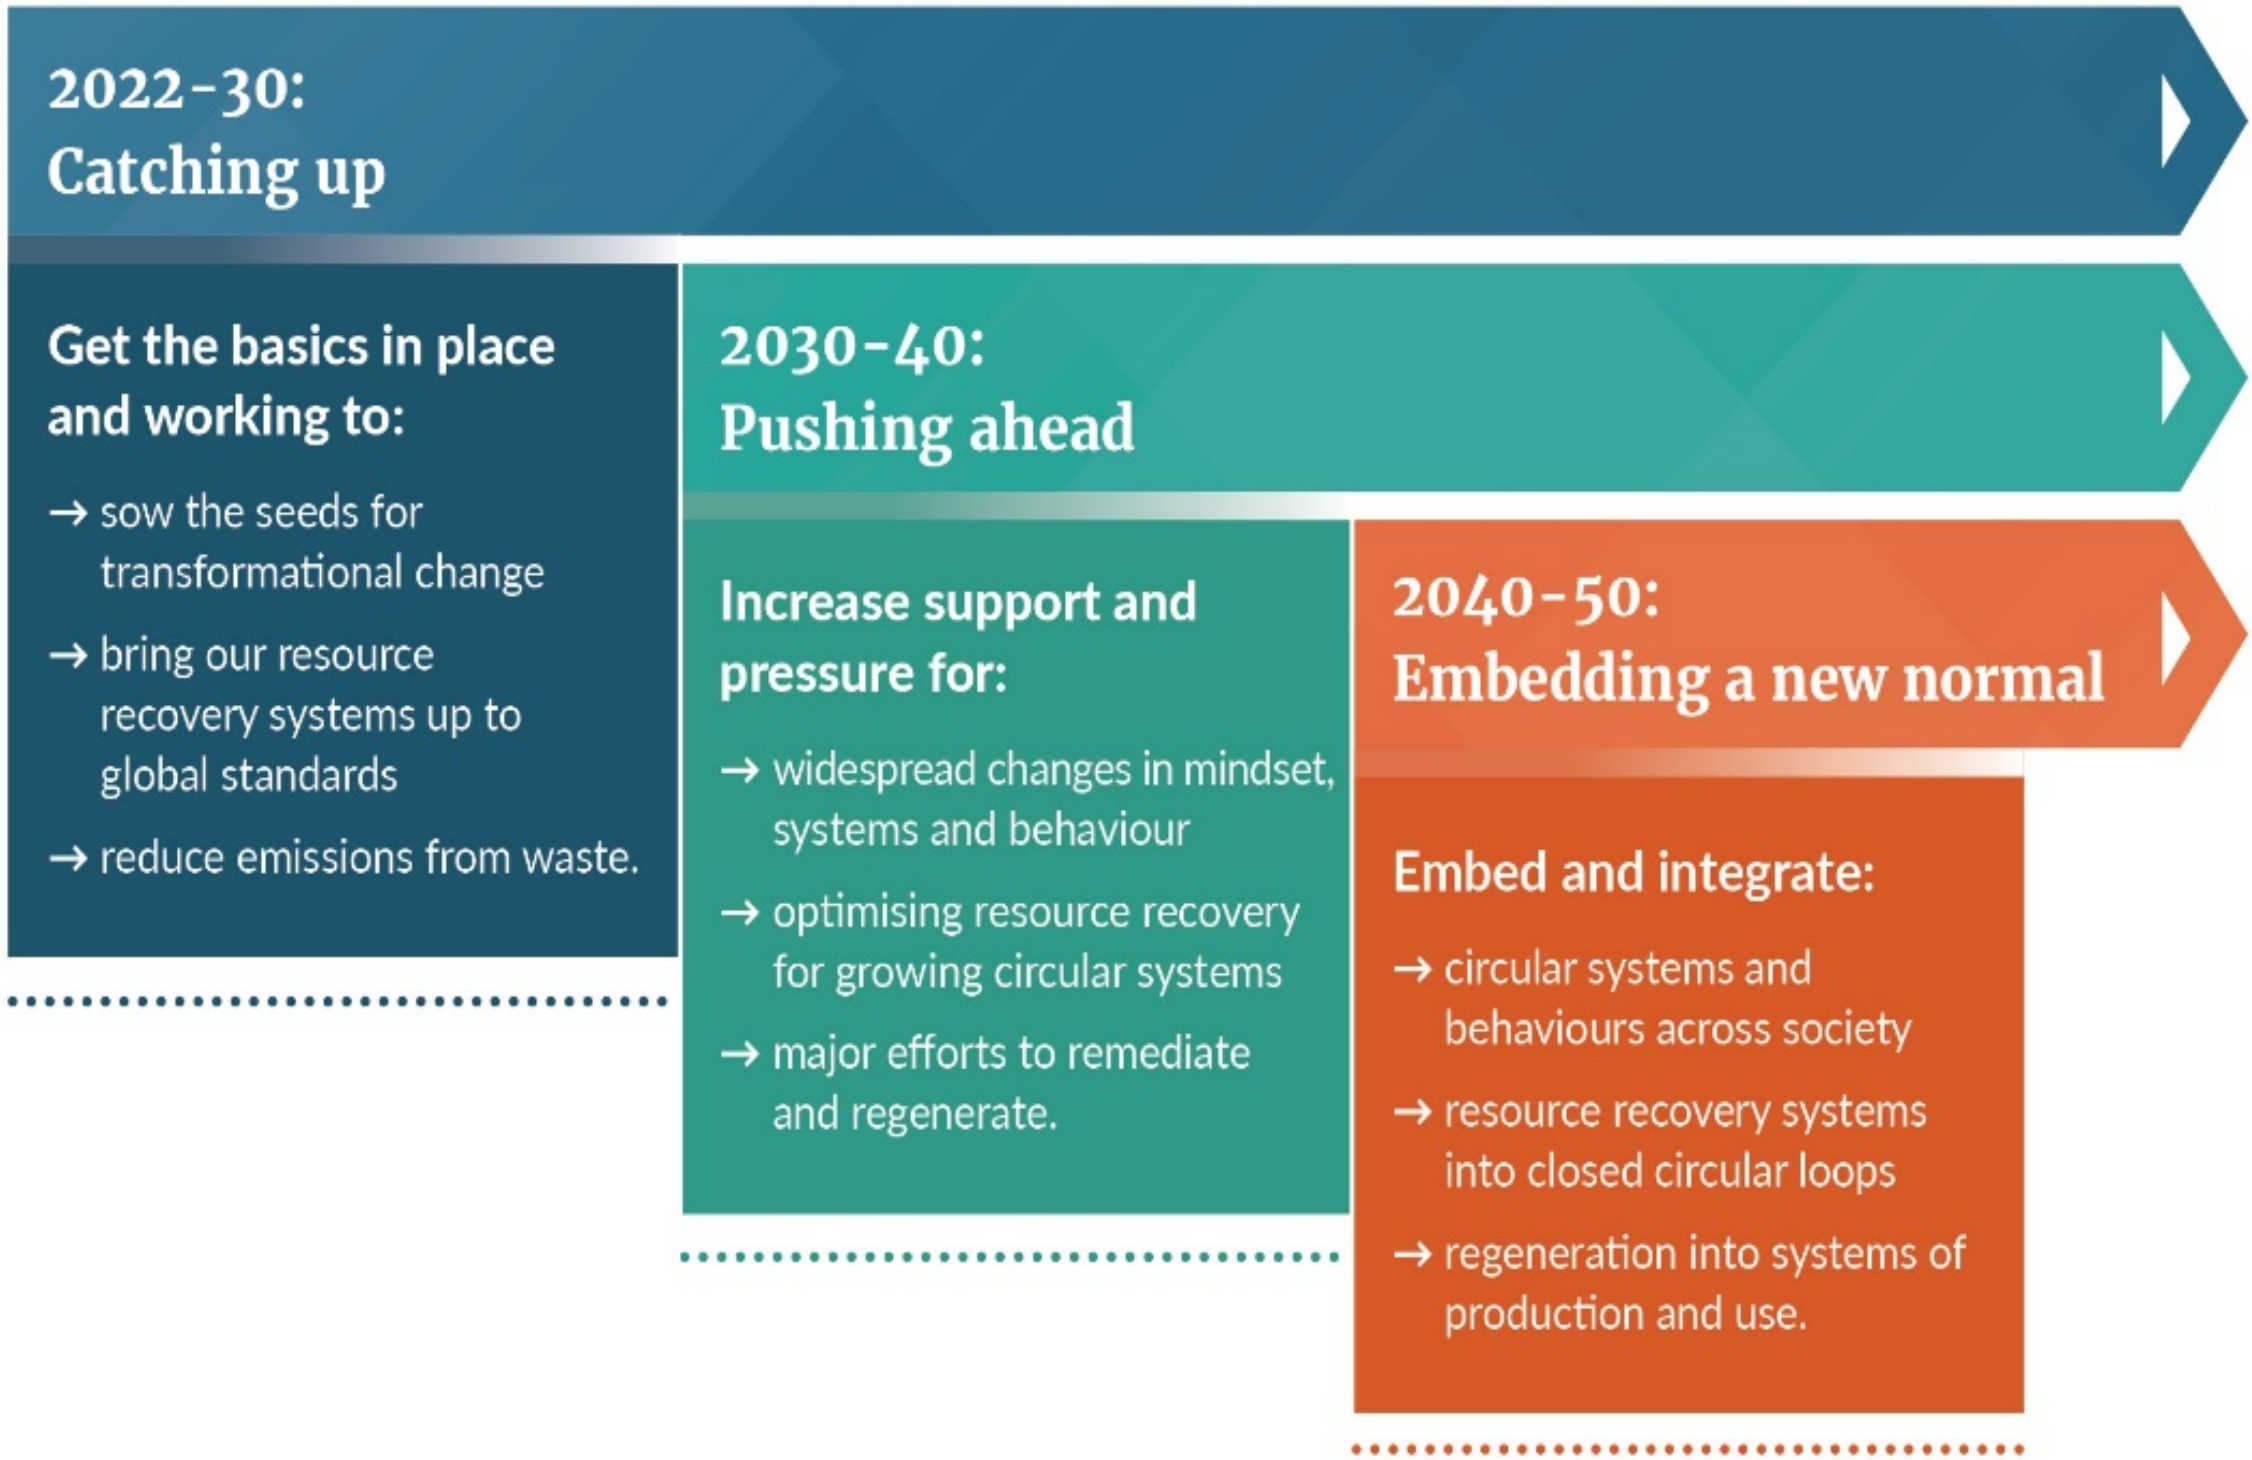 2022-30:
Catching up
Get the basics in place
and working to:
→ sow the seeds for
transformational change
→ bring our resource
recovery systems up to
global standards
→ reduce emissions from waste.
2030-40:
Pushing ahead
Increase support and
pressure for:
→ widespread changes in mindset,
systems and behaviour
→ optimising resource recovery
for growing circular systems
→ major efforts to remediate
and regenerate.
2040-50:
Embedding a new normal
Embed and integrate:
→ circular systems and
behaviours across society
→ resource recovery systems
into closed circular loops
→ regeneration into systems of
production and use.